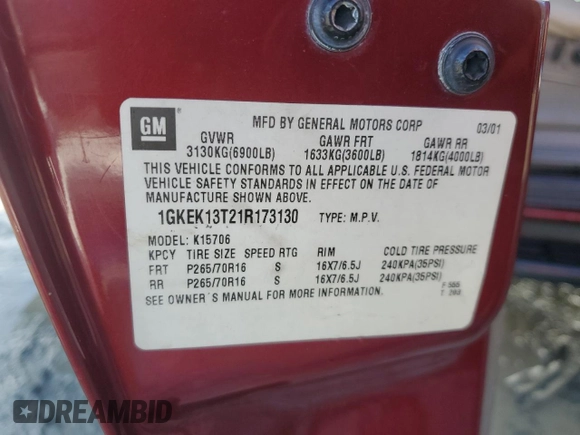 GM
MFD BY GENERAL MOTORS CORP 03/01
GVWR GAWR FRT GAWR RR
3130KG(6900LB) 1633KG(3600LB) 1814KG(4000LB)
THIS VEHICLE CONFORMS TO ALL APPLICABLE U.S. FEDERAL MOTOR
VEHICLE SAFETY STANDARDS IN EFFECT ON THE DATE OF
MANUFACTURE SHOWN ABOVE.
1GKEK13T21R173130 TYPE: M.P.V.
MODEL: K15706
KPCY TIRE SIZE SPEED RTG RIM COLD TIRE PRESSURE
FRT P265/70R16 S 16X7/6.5J 240KPA(35PSI)
RR P265/70R16 S 16X7/6.5J 240KPA(35PSI)
SEE OWNER´S MANUAL FOR MORE INFORMATION.
DREAMBID